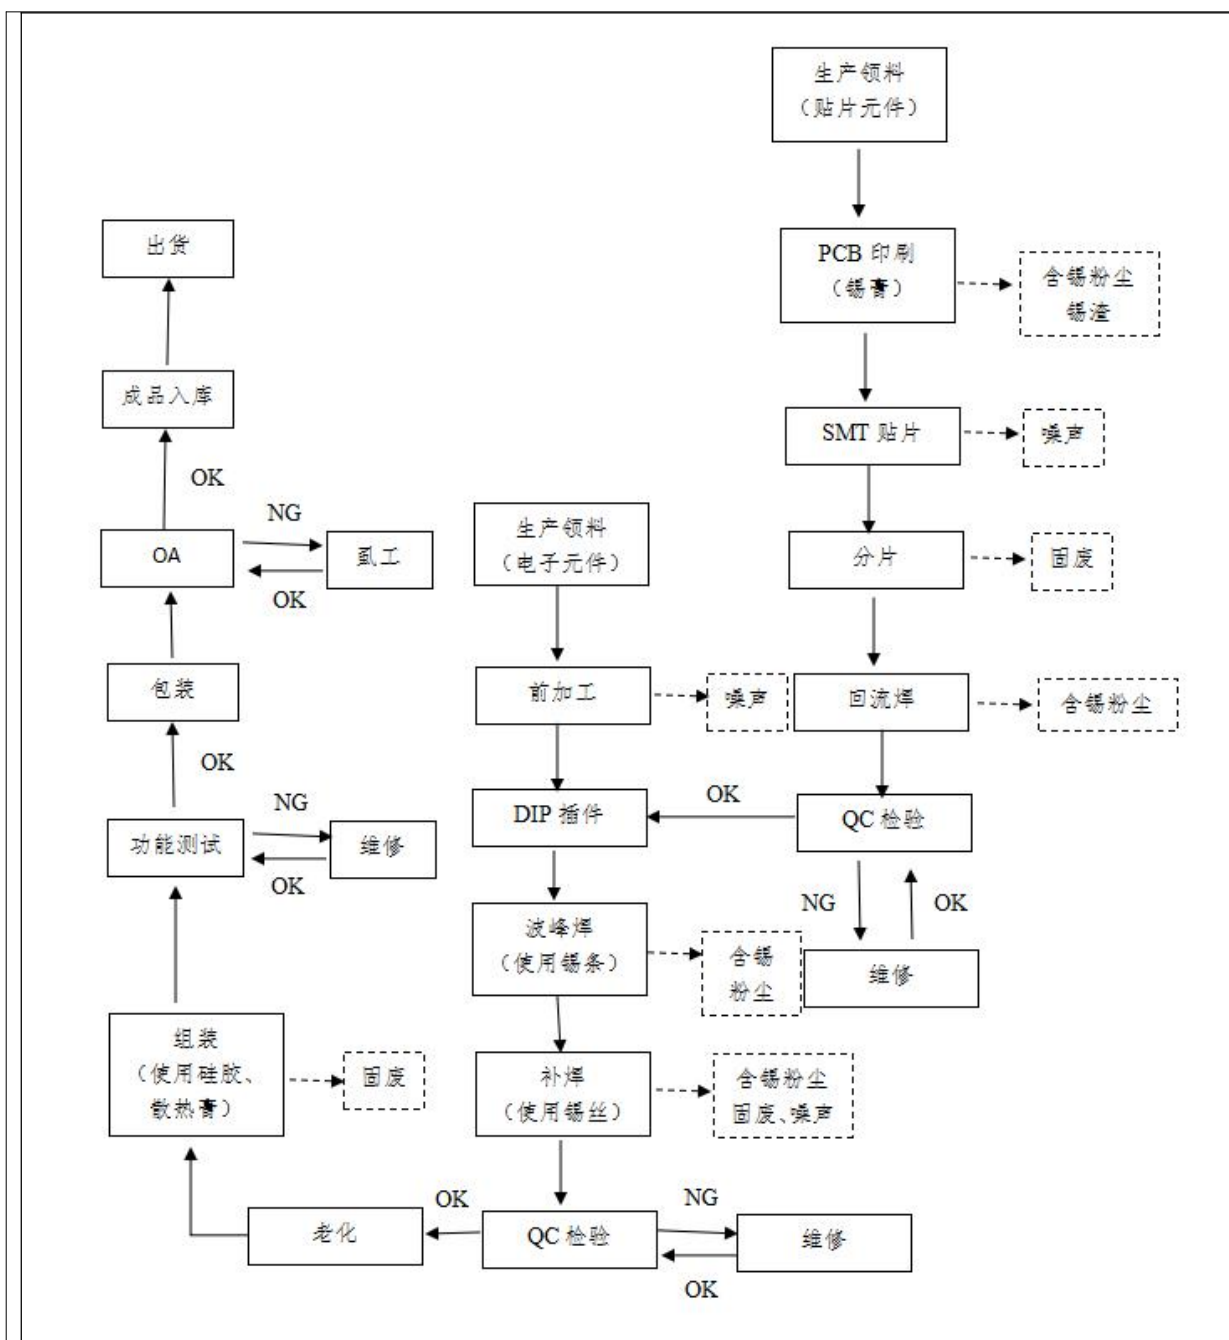 生产领料
（贴片元件）
PCB 印刷
（锡膏）
含锡粉尘
锡渣
SMT 贴片
噪声
分片
固废
回流焊
含锡粉尘
QC 检验
OK
NG
OK
维修
生产领料
（电子元件）
前加工
噪声
DIP 插件
波峰焊
（使用锡条）
含锡
粉尘
补焊
（使用锡丝）
含锡粉尘
固废、噪声
QC 检验
NG
OK
维修
OK
老化
组装
（使用硅胶、
散热膏）
固废
功能测试
NG
OK
维修
OK
包装
OA
NG
OK
虱工
OK
成品入库
出货